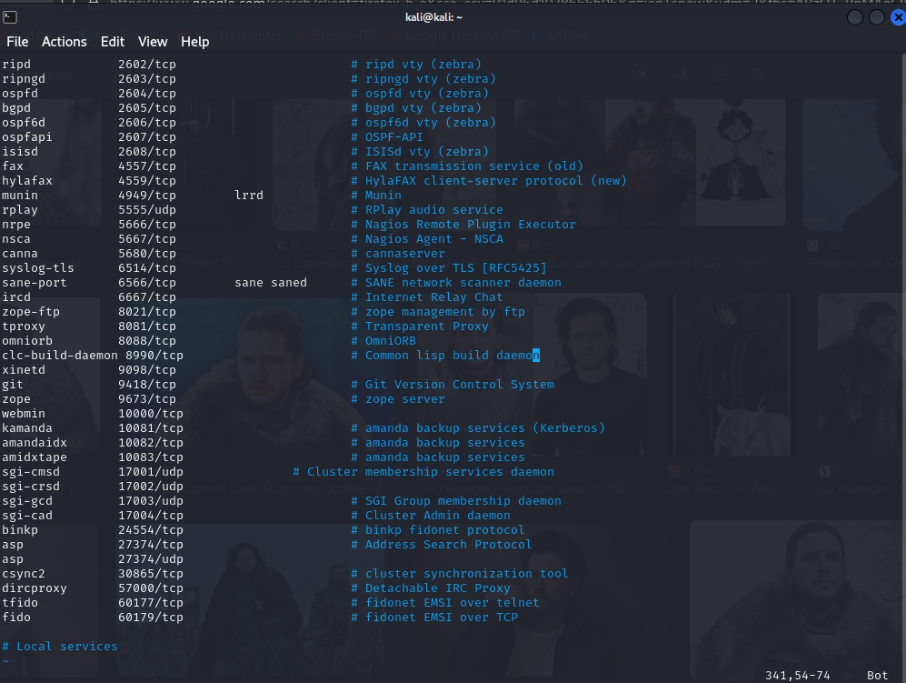 kali@kali: ~
File Actions Edit View Help
ripd 2602/tcp # ripd vty (zebra)
ripngd 2603/tcp # ripngd vty (zebra)
ospfd 2604/tcp # ospfd vty (zebra)
bgpd 2605/tcp # bgpd vty (zebra)
ospf6d 2606/tcp # ospf6d vty (zebra)
ospfapi 2607/tcp # OSPF-API
isisd 2608/tcp # ISISd vty (zebra)
fax 4557/tcp # FAX transmission service (old)
hylafax 4559/tcp # HylaFAX client-server protocol (new)
munin 4949/tcp lrrd # Munin
rplay 5555/udp # RPlay audio service
nrpe 5666/tcp # Nagios Remote Plugin Executor
nsca 5667/tcp # Nagios Agent - NSCA
canna 5680/tcp # cannaserver
syslog-tls 6514/tcp # Syslog over TLS [RFC5425]
sane-port 6566/tcp sane saned # SANE network scanner daemon
ircd 6667/tcp # Internet Relay Chat
zope-ftp 8021/tcp # zope management by ftp
tproxy 8081/tcp # Transparent Proxy
omniorb 8088/tcp # OmniORB
clc-build-daemon 8990/tcp # Common lisp build daemon
xinetd 9098/tcp
git 9418/tcp # Git Version Control System
zope 9673/tcp # zope server
webmin 10000/tcp
kamanda 10081/tcp # amanda backup services (Kerberos)
amandaidx 10082/tcp # amanda backup services
amidxtape 10083/tcp # amanda backup services
sgi-cmsd 17001/udp # Cluster membership services daemon
sgi-crsd 17002/udp
sgi-gcd 17003/udp # SGI Group membership daemon
sgi-cad 17004/tcp # Cluster Admin daemon
binkp 24554/tcp # binkp fidonet protocol
asp 27374/tcp # Address Search Protocol
asp 27374/udp
csync2 30865/tcp # cluster synchronization tool
dircproxy 57000/tcp # Detachable IRC Proxy
tfido 60177/tcp # fidonet EMSI over telnet
fido 60179/tcp # fidonet EMSI over TCP
# Local services
~
341,54-74 Bot